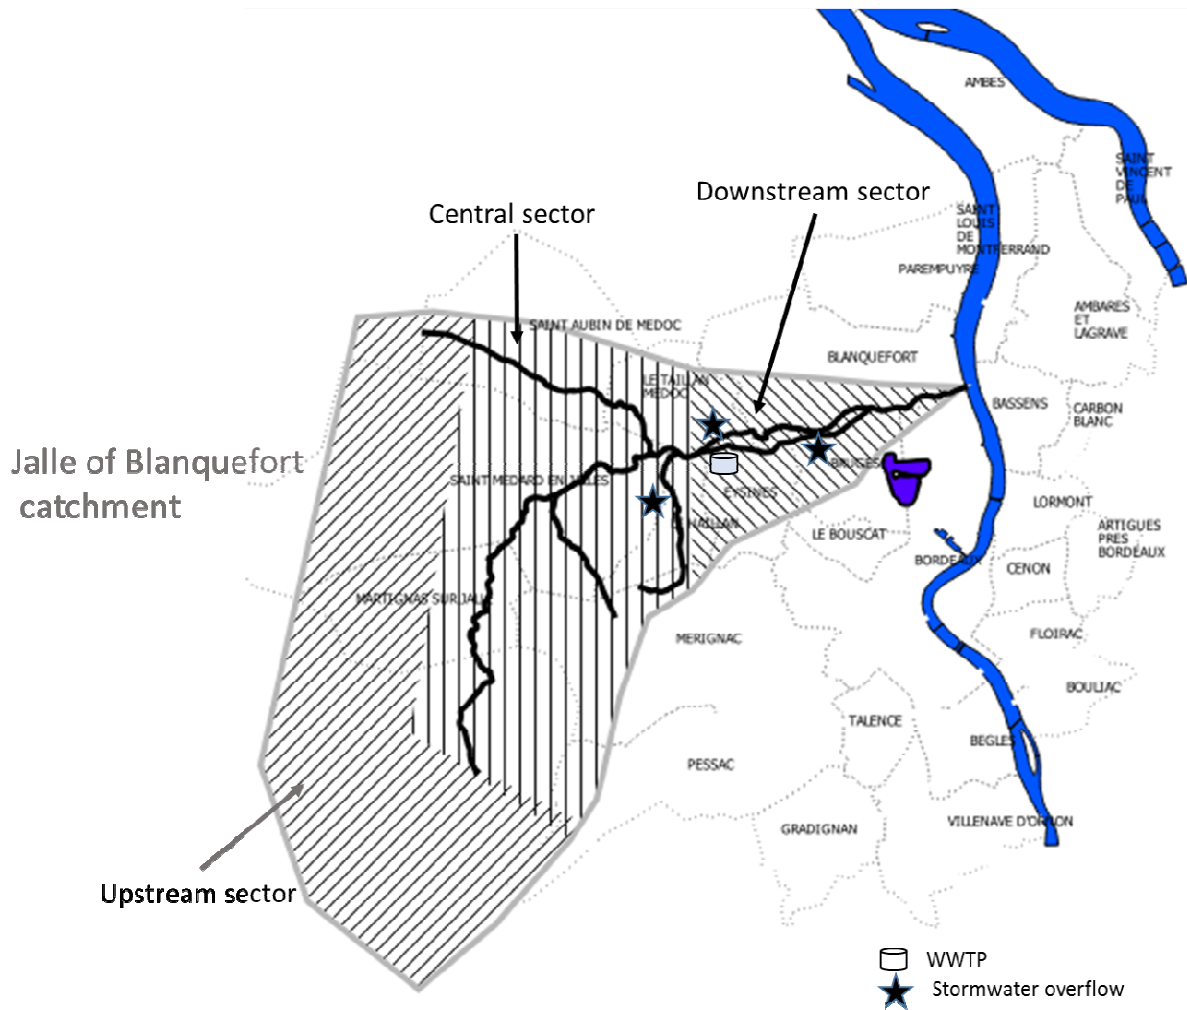 AMBES
SAINT
VINCENT
DE
PAUL
Downstream sector
Central sector
SAINT
LOUIS
DE
MONTFERRAND
PAREMPUYRE
AMBARES
ET
LAGRAVE
SAINT AUBIN DE MEDOC
BLANQUEFORT
LE TAILLAN
MEDOC
BASSENS
CARBON
BLANC
Jalle of Blanquefort
catchment
BRUGES
SAINT MEDARD EN JALLES
EYSINES
LORMONT
HAILLAN
LE BOUSCAT
ARTIGUES
PRES
BORDEAUX
BORDEAUX
CENON
MARTIGNAS SUR JALLE
MERIGNAC
FLOIRAC
BOULIAC
TALENCE
BEGLES
PESSAC
GRADIGNAN
VILLENAVE D'ORNON
Upstream sector
WWTP
Stormwater overflow